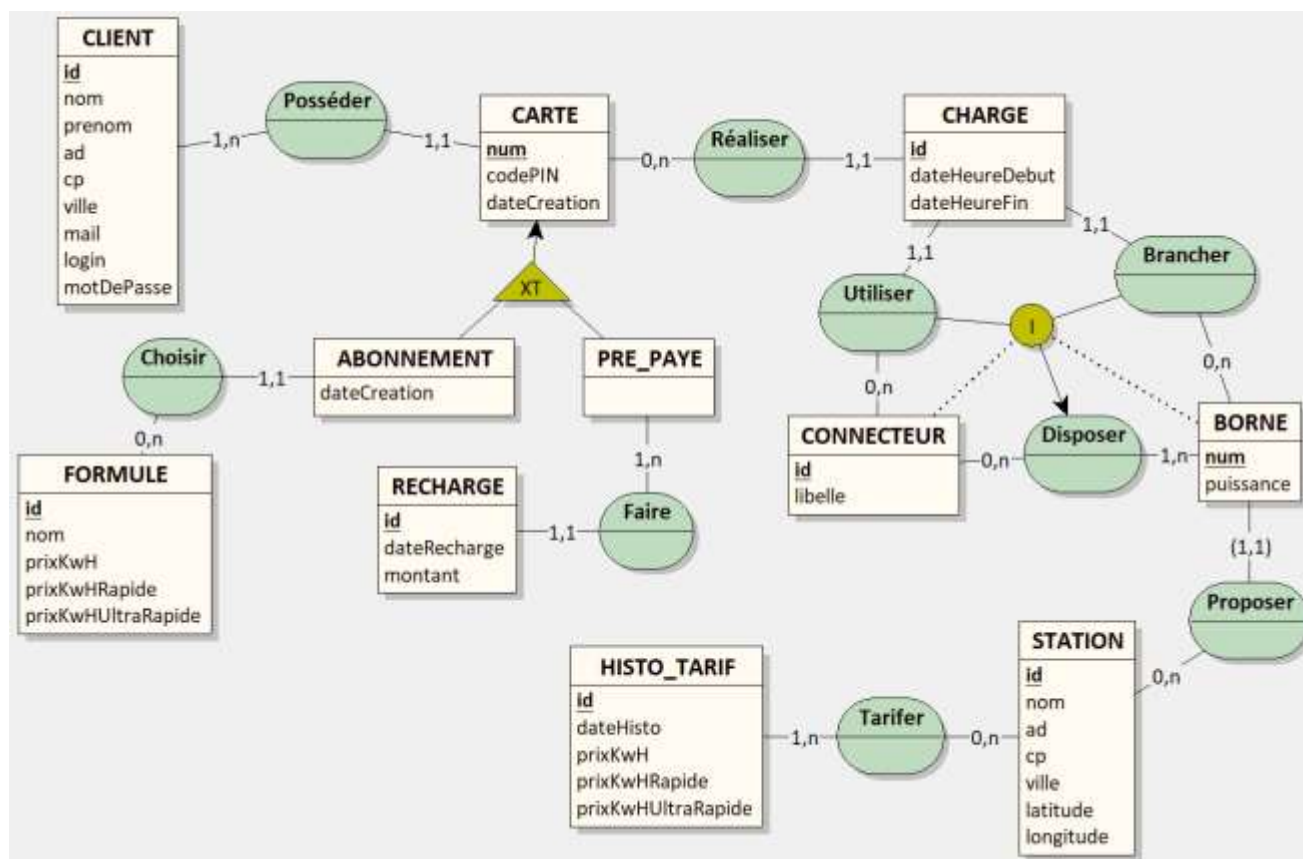 CLIENT
id
nom
prenom
ad
cp
ville
mail
login
motDePasse
1,n
Posséder
1,1
CARTE
num
codePIN
dateCreation
0,n
Réaliser
1,1
CHARGE
id
dateHeureDebut
dateHeureFin
1,1
1,1
Utiliser
Brancher
I
XT
Choisir
1,1
ABONNEMENT
dateCreation
PRE_PAYE
0,n
0,n
0,n
CONNECTEUR
id
libelle
0,n
Disposer
1,n
BORNE
num
puissance
FORMULE
id
nom
prixKwH
prixKwHRapide
prixKwHUltraRapide
1,n
RECHARGE
id
dateRecharge
montant
1,1
Faire
(1,1)
Proposer
0,n
HISTO_TARIF
id
dateHisto
prixKwH
prixKwHRapide
prixKwHUltraRapide
1,n
Tarifer
0,n
STATION
id
nom
ad
cp
ville
latitude
longitude